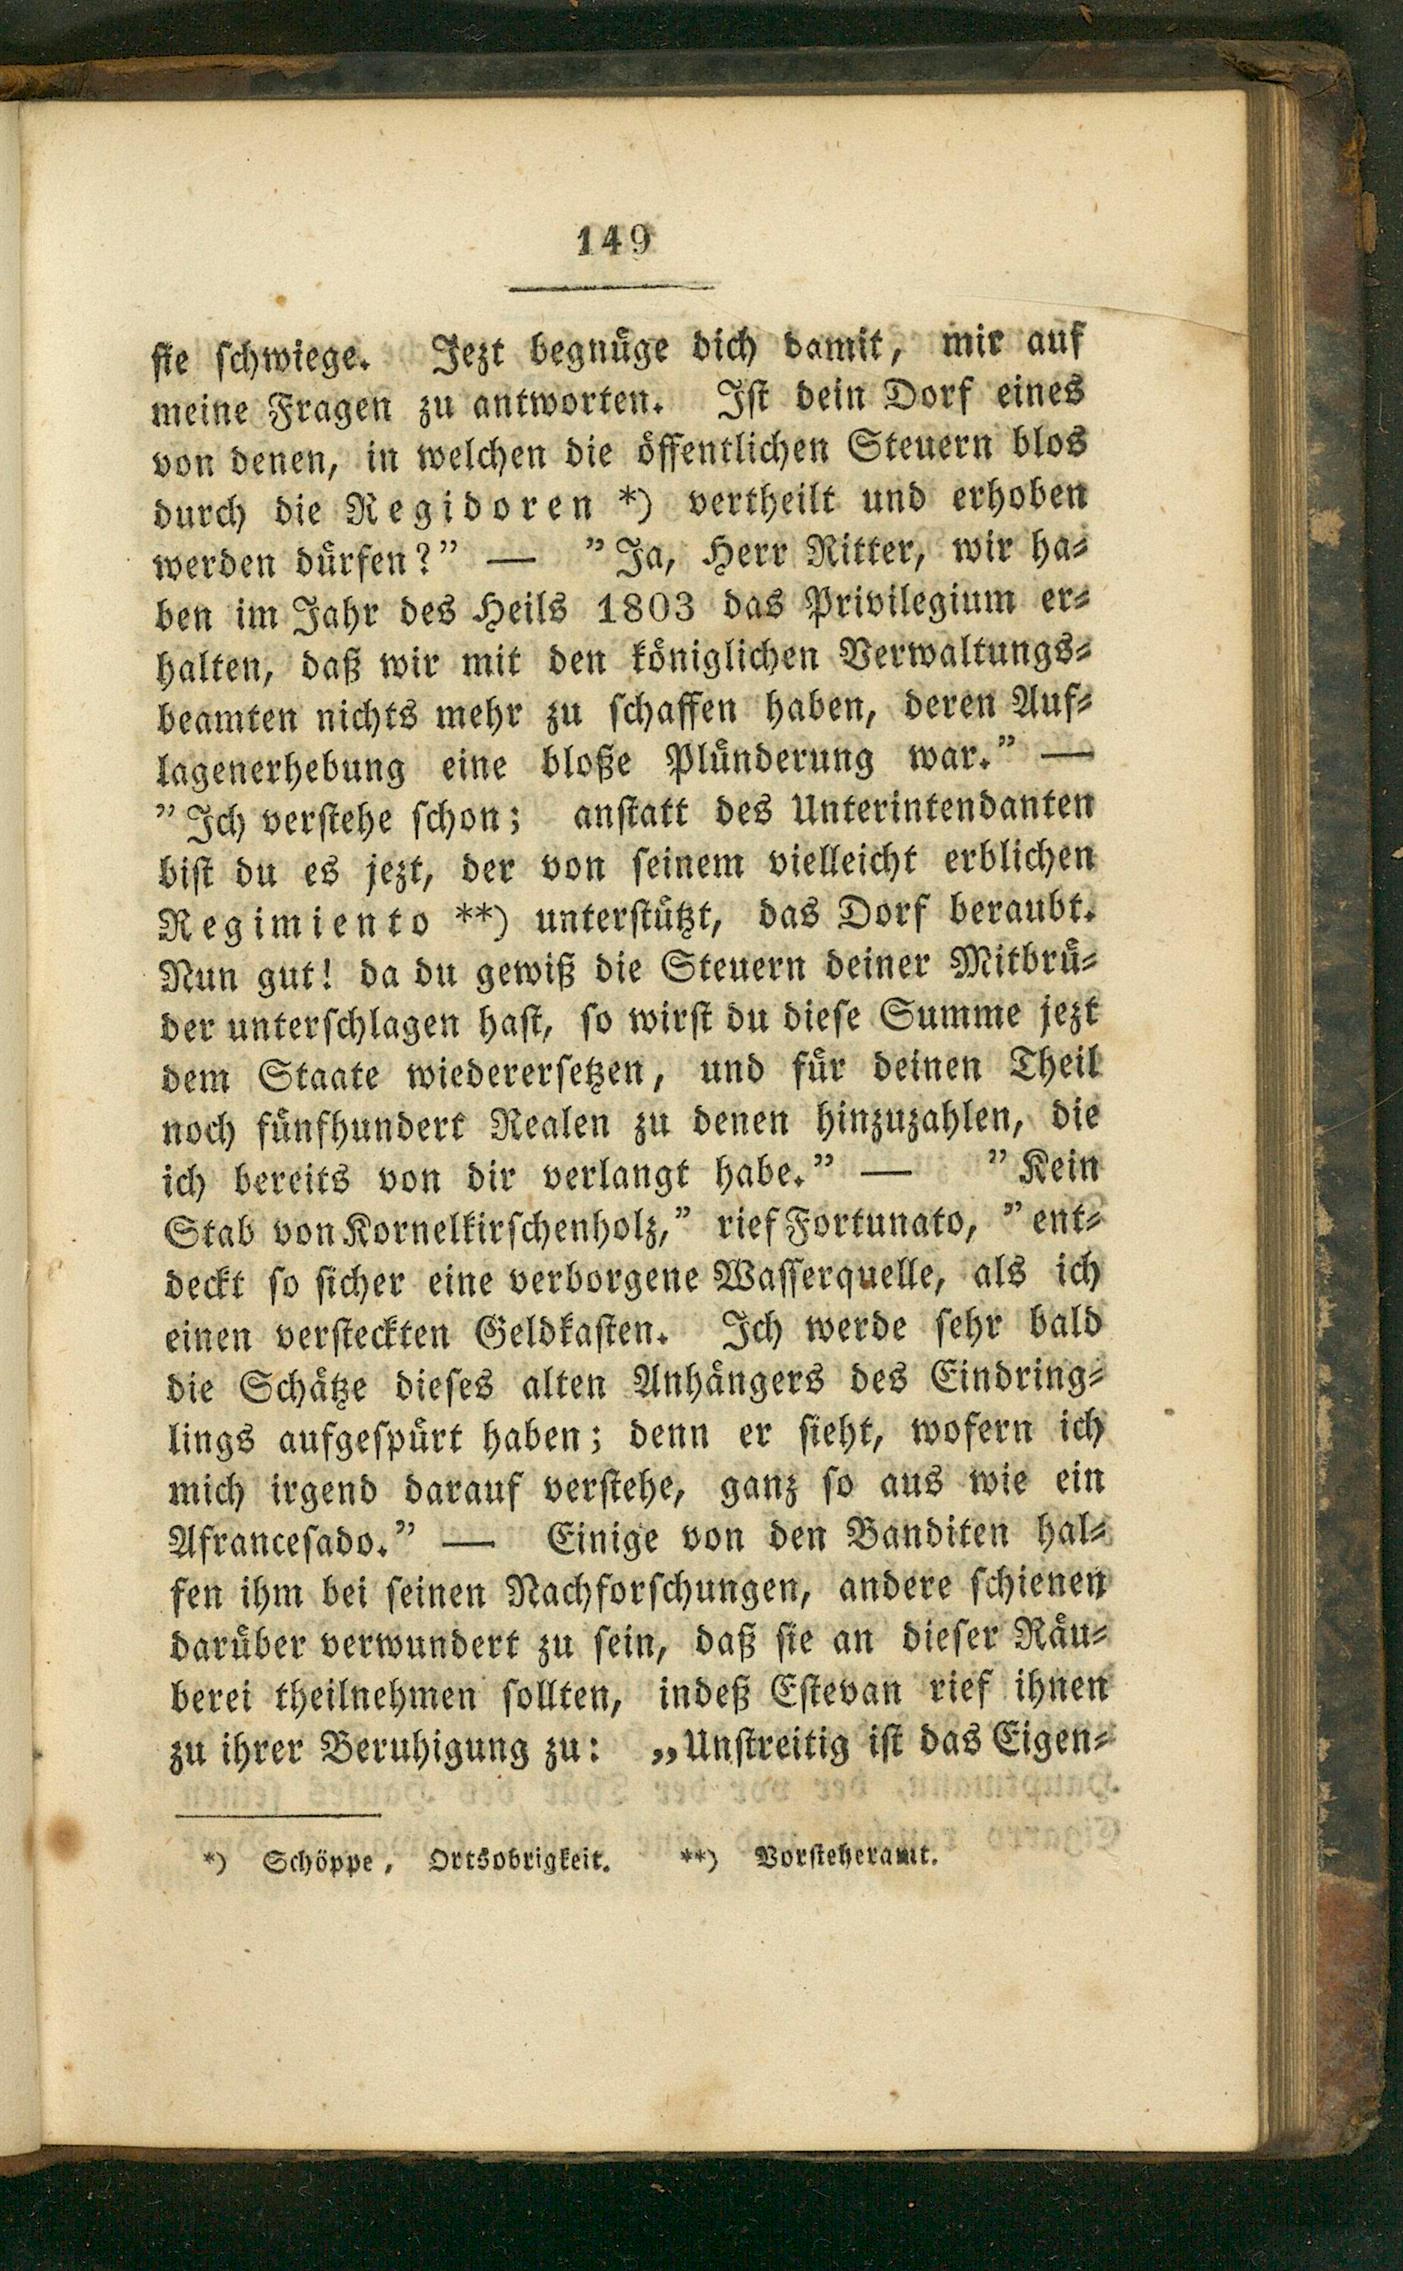 149
sie schwiege. Jezt begnüge dich damit, mir auf
meine Fragen zu antworten. Ist dein Dorf eines
von denen, in welchen die öffentlichen Steuern blos
durch die Regidoren *) vertheilt und erhoben
werden dürfen?” — ”Ja, Herr Ritter, wir ha=
ben im Jahr des Heils 1803 das Privilegium er=
halten, daß wir mit den königlichen Verwaltungs=
beamten nichts mehr zu schaffen haben, deren Auf=
lagenerhebung eine bloße Plünderung war.” —
”Ich verstehe schon; anstatt des Unterintendanten
bist du es jezt, der von seinem vielleicht erblichen
Regimiento **) unterstützt, das Dorf beraubt.
Nun gut! da du gewiß die Steuern deiner Mitbrü=
der unterschlagen hast, so wirst du diese Summe jezt
dem Staate wiederersetzen, und für deinen Theil
noch fünfhundert Realen zu denen hinzuzahlen, die
ich bereits von dir verlangt habe.” — ”Kein
Stab von Kornelkirschenholz,” rief Fortunato, ”ent=
deckt so sicher eine verborgene Wasserquelle, als ich
einen versteckten Geldkasten. Ich werde sehr bald
die Schätze dieses alten Anhängers des Eindring=
lings aufgespürt haben; denn er sieht, wofern ich
mich irgend darauf verstehe, ganz so aus wie ein
Afrancesado.” — Einige von den Banditen hal=
fen ihm bei seinen Nachforschungen, andere schienen
darüber verwundert zu sein, daß sie an dieser Räu=
berei theilnehmen sollten, indeß Estevan rief ihnen
zu ihrer Beruhigung zu: „Unstreitig ist das Eigen=
*) Schöppe, Ortsobrigkeit. **) Vorsteheramt.